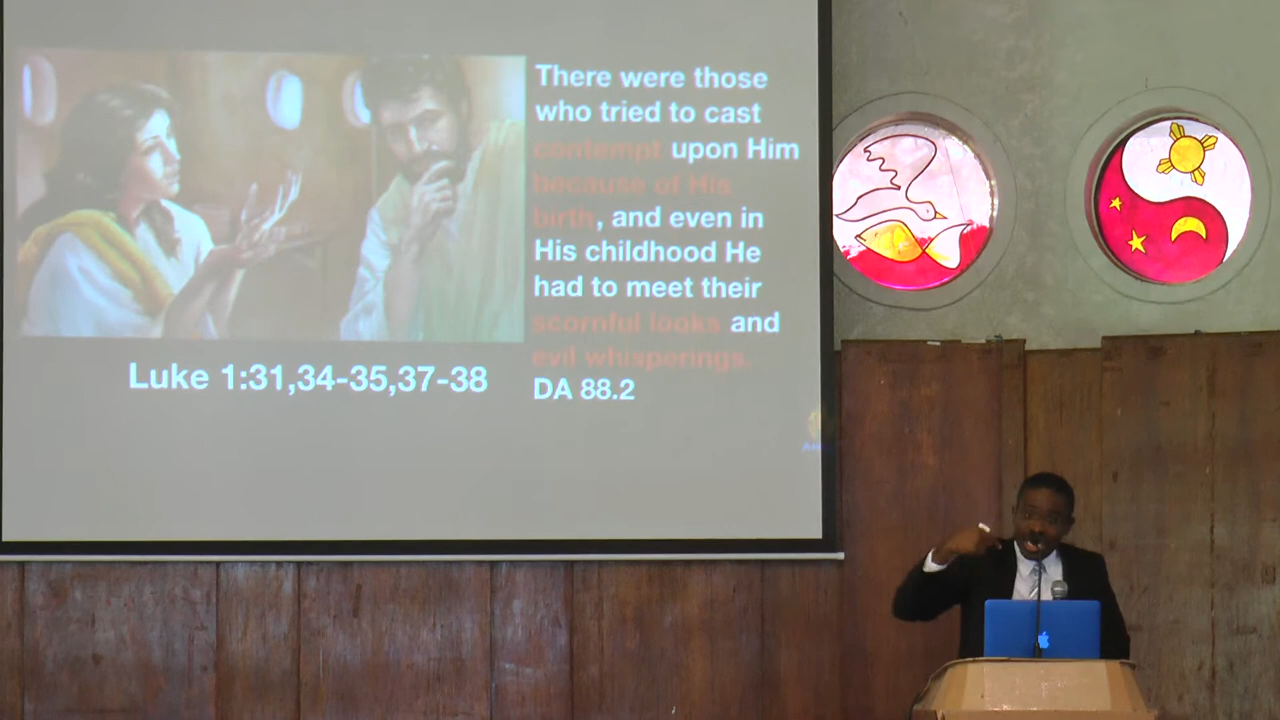 There were those
who tried to cast
contempt upon Him
because of His
birth, and even in
His childhood He
had to meet their
scornful looks and
evil whisperings.
DA 88.2
Luke 1:31,34-35,37-38